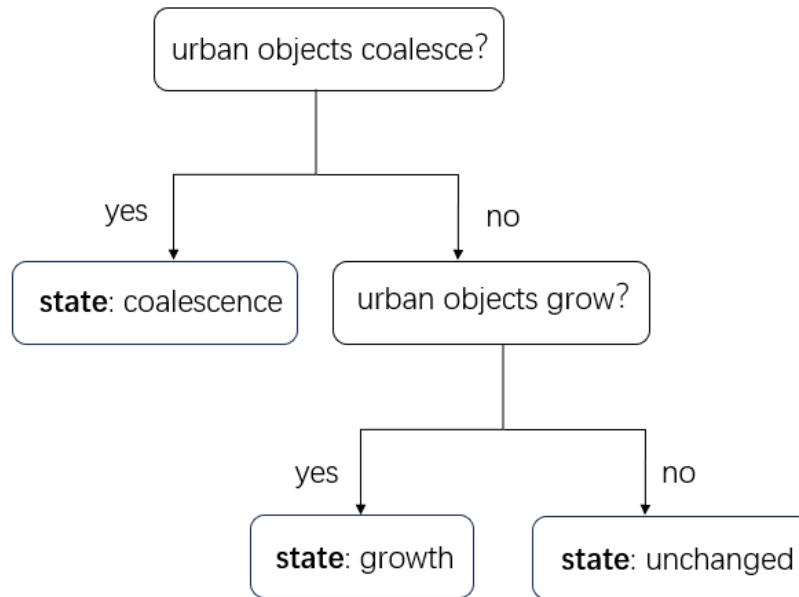 urban objects coalesce?
yes
no
state: coalescence
urban objects grow?
yes
no
state: growth
state: unchanged